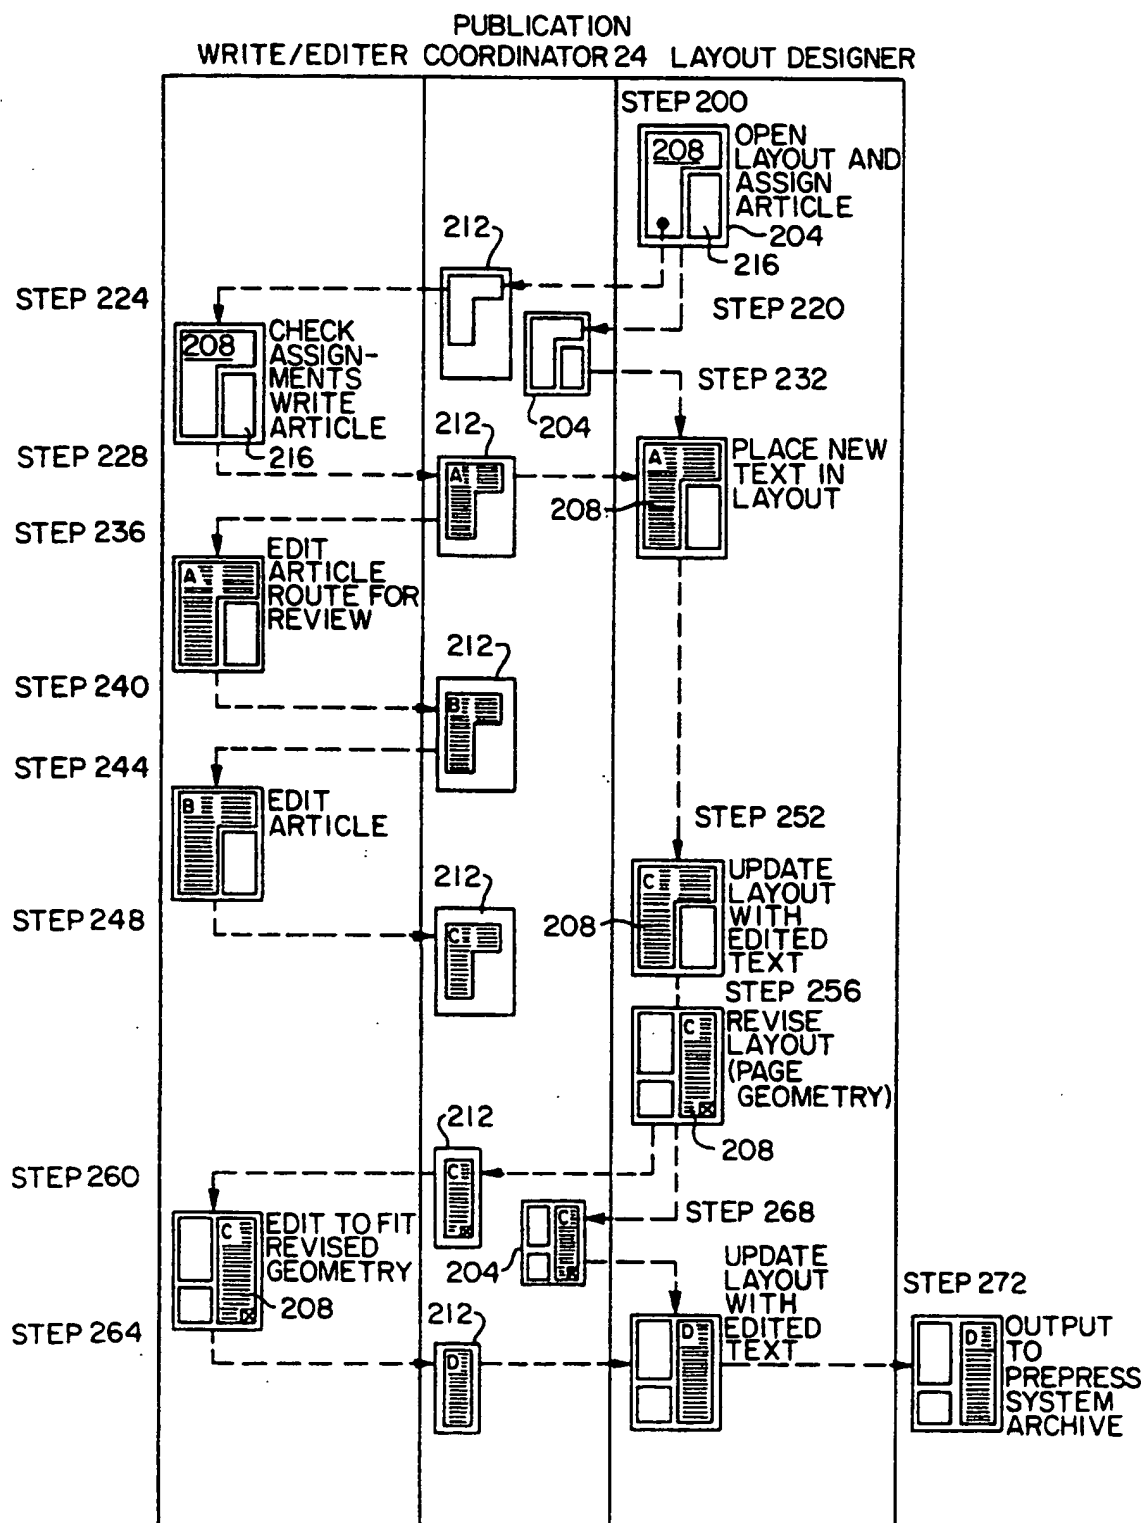 PUBLICATION
WRITE/EDITER COORDINATOR 24 LAYOUT DESIGNER
STEP 200
208
OPEN
LAYOUT AND
ASSIGN
ARTICLE
204
216
212
STEP 224
STEP 220
208
CHECK
ASSIGN-
MENTS
WRITE
ARTICLE
216
STEP 232
204
STEP 228
212
A
A
PLACE NEW
TEXT IN
LAYOUT
208
STEP 236
A
EDIT
ARTICLE
ROUTE FOR
REVIEW
212
STEP 240
B
STEP 244
B
EDIT
ARTICLE
STEP 252
212
C
UPDATE
LAYOUT
WITH
EDITED
TEXT
208
STEP 248
C
STEP 256
C
REVISE
LAYOUT
(PAGE
GEOMETRY)
208
212
STEP 260
C
STEP 268
C
204
C
EDIT TO FIT
REVISED
GEOMETRY
208
UPDATE
LAYOUT
WITH
EDITED
TEXT
STEP 272
STEP 264
212
D
D
D
OUTPUT
TO
PREPRESS
SYSTEM
ARCHIVE